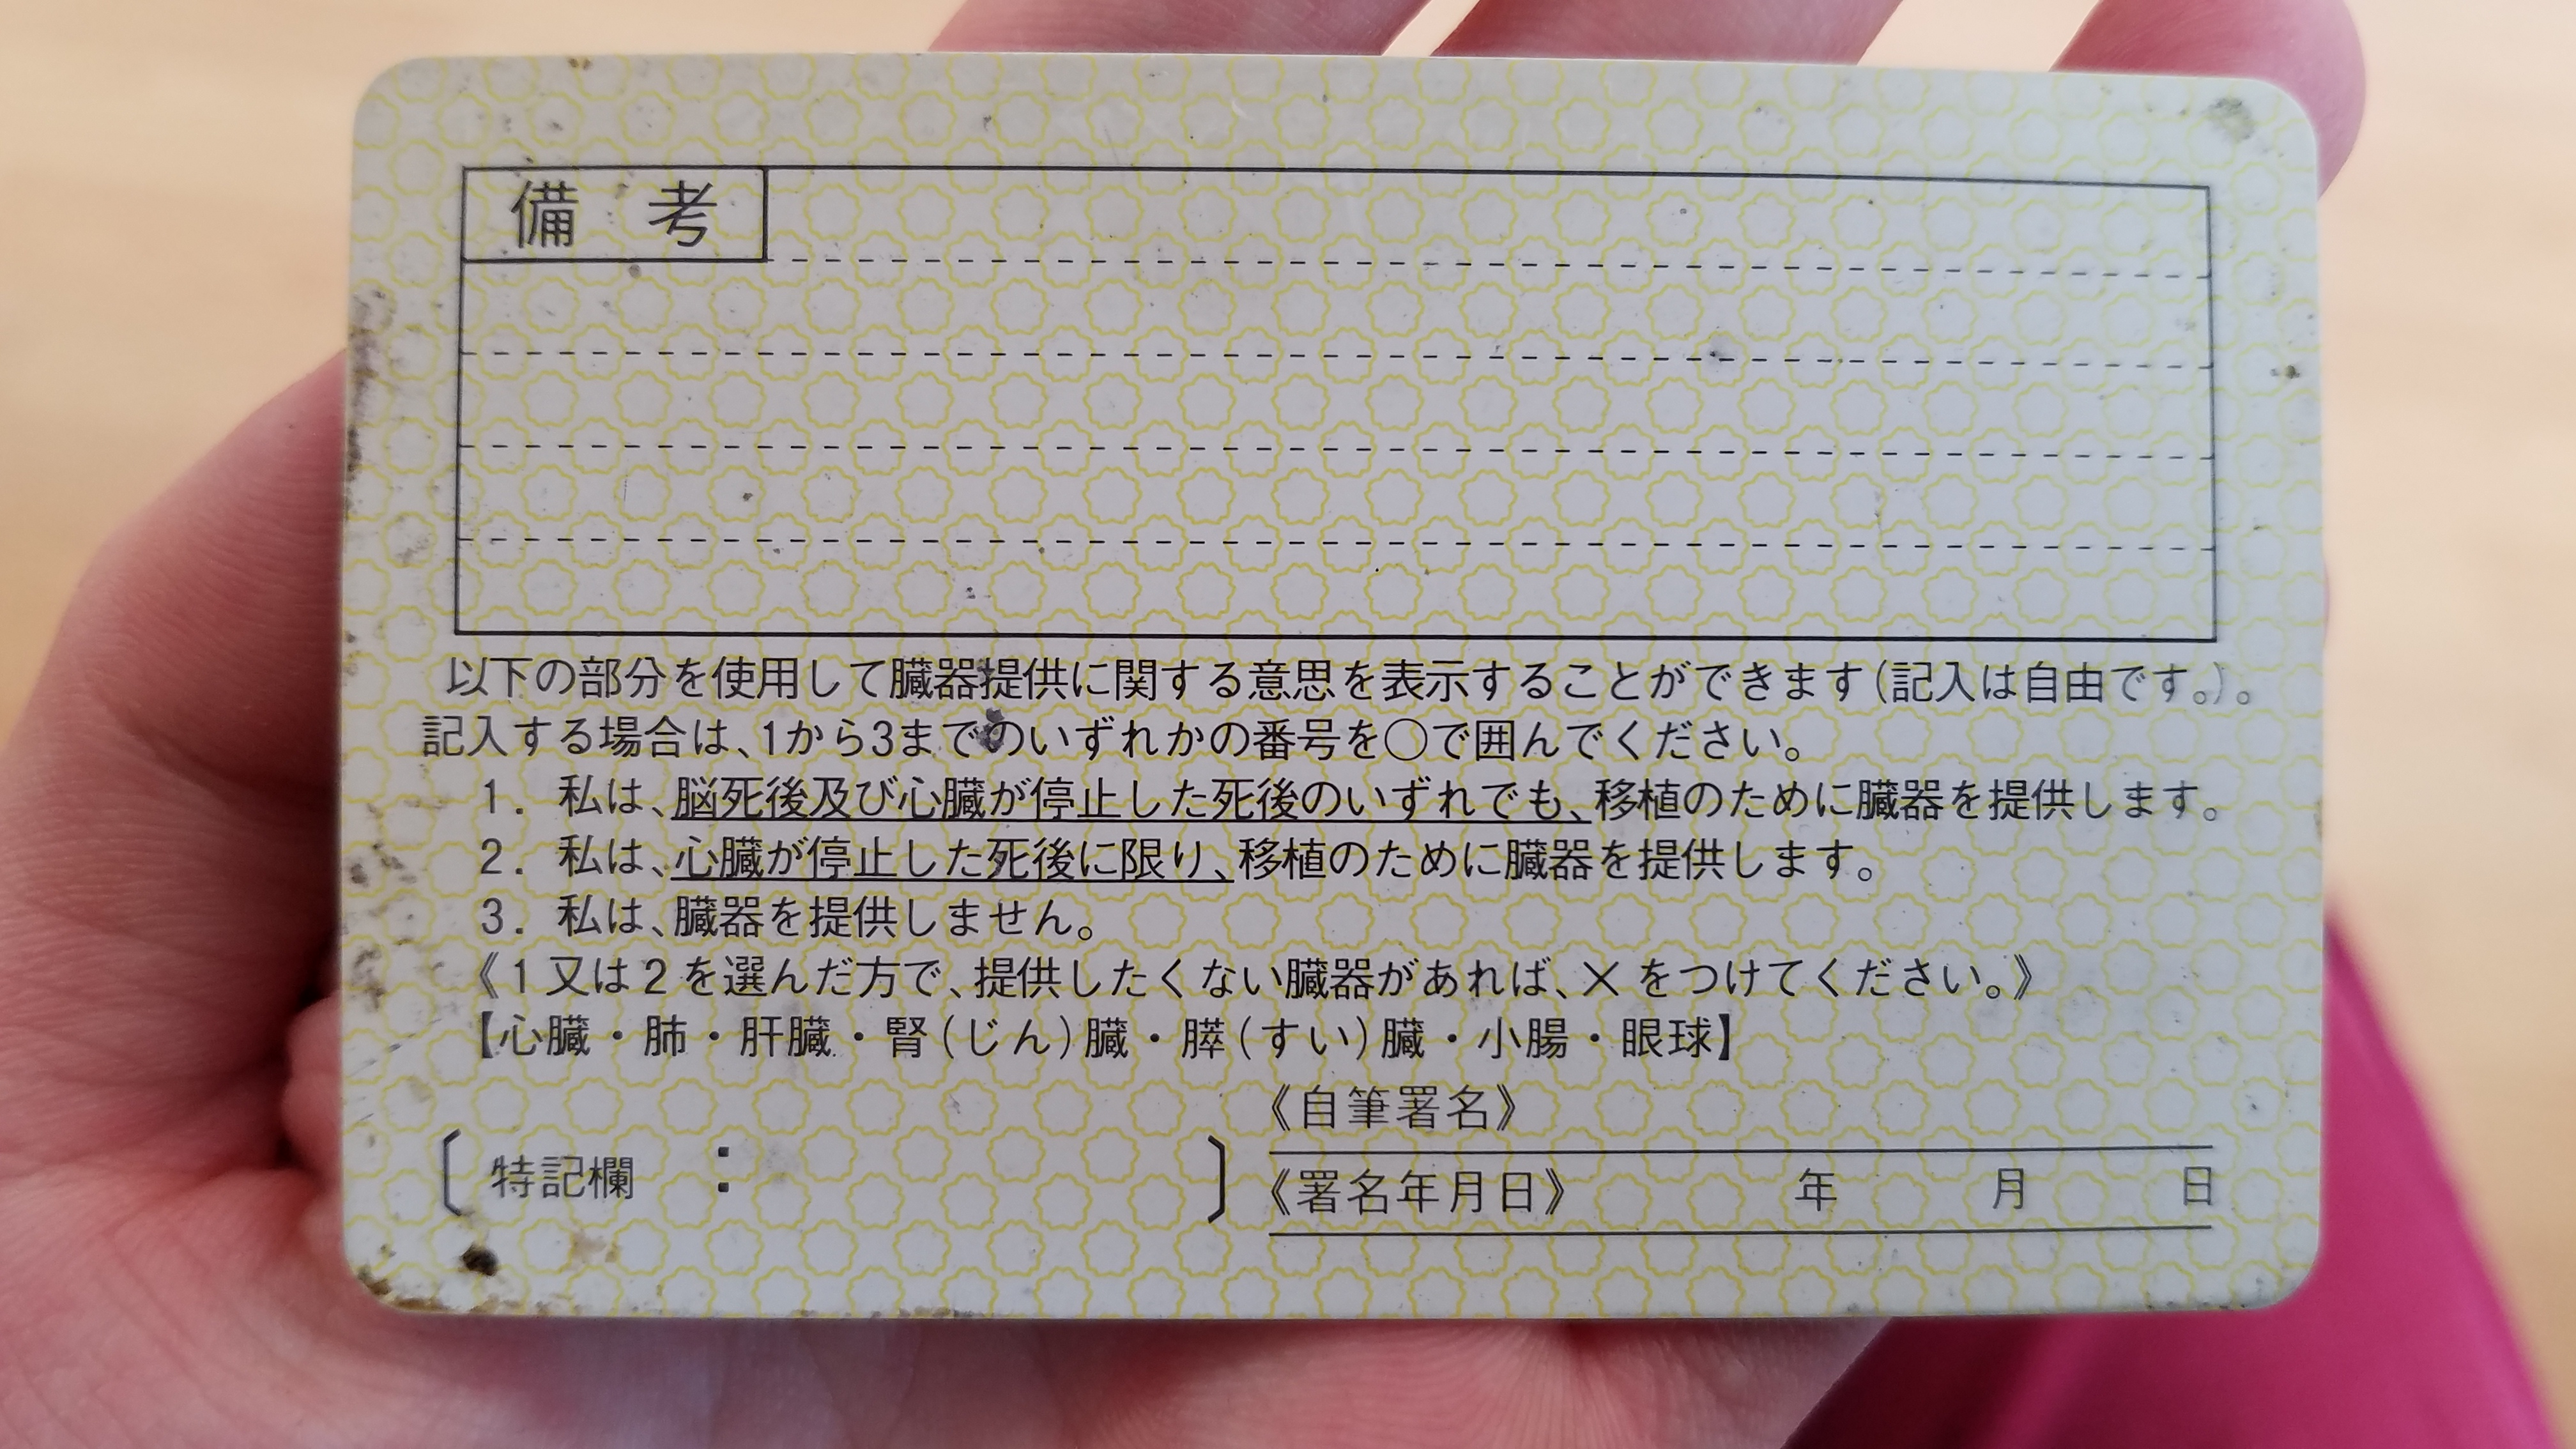 備考
以下の部分を使用して臓器提供に関する意思を表示することができます(記入は自由です。)。
記入する場合は、1から3までのいずれかの番号を○で囲んでください。
1. 私は、脳死後及び心臓が停止した死後のいずれでも、移植のために臓器を提供します。
2. 私は、心臓が停止した死後に限り、移植のために臓器を提供します。
3. 私は、臓器を提供しません。
《1又は2を選んだ方で、提供したくない臓器があれば、×をつけてください。》
【心臓・肺・肝臓・腎(じん)臓・膵(すい)臓・小腸・眼球】
〔特記欄 : 〕
《自筆署名》
《署名年月日》 年 月 日